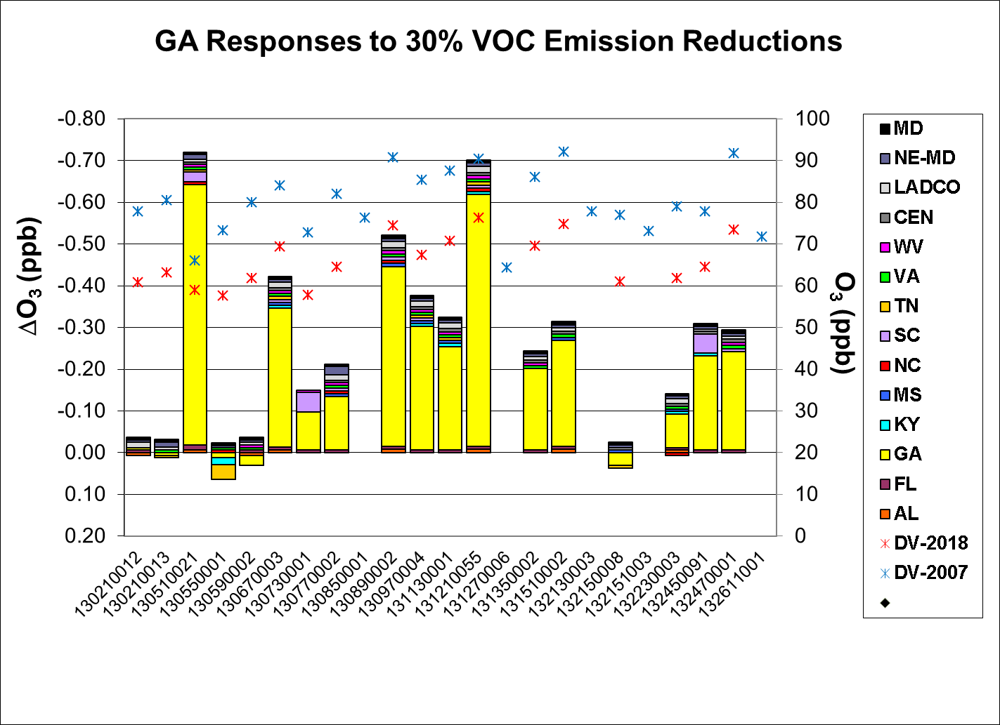 GA Responses to 30% VOC Emission Reductions
ΔO3 (ppb)
-0.80
-0.70
-0.60
-0.50
-0.40
-0.30
-0.20
-0.10
0.00
0.10
0.20
100
90
80
70
60
50
40
30
20
10
0
O3 (ppb)
MD
NE-MD
LADCO
CEN
WV
VA
TN
SC
NC
MS
KY
GA
FL
AL
DV-2018
DV-2007
130210012
130210013
130510021
130550001
130590002
130670003
130730001
130770002
130850001
130890002
130970004
131130001
131210055
131270006
131350002
131510002
132130003
132150008
132151003
132230003
132450091
132470001
132611001